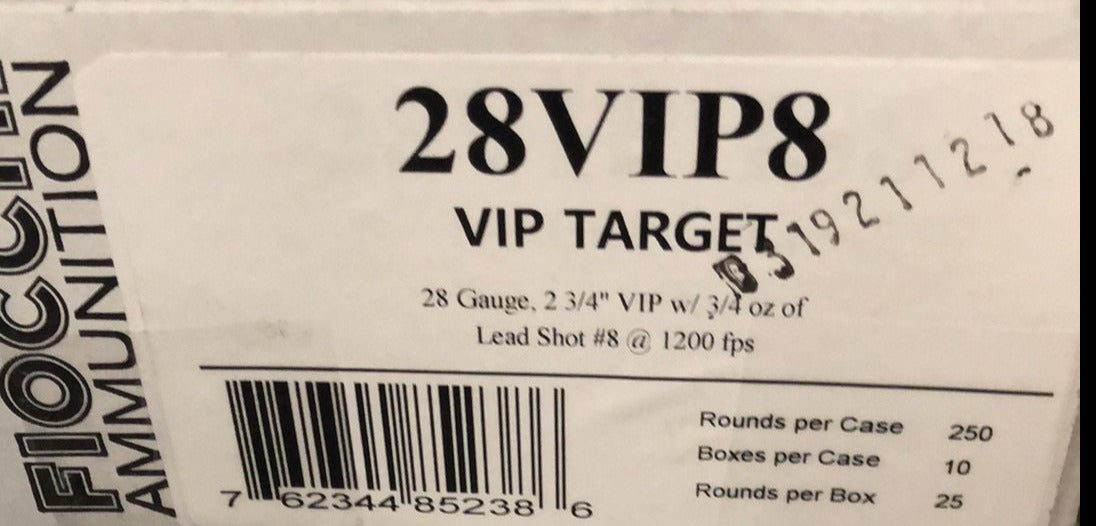 FIOCCHI
AMMUNITION
28VIP8
VIP TARGET
28 Gauge, 2 3/4" VIP w/ 3/4 oz of
Lead Shot #8 @ 1200 fps
Rounds per Case 250
Boxes per Case 10
Rounds per Box 25
7 62344 85238 6